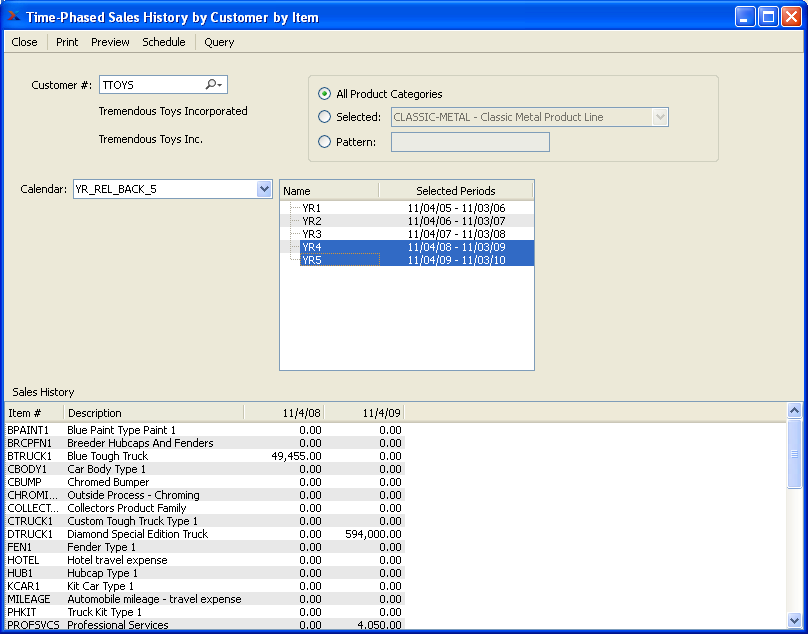 Time-Phased Sales History by Customer by Item
Close Print Preview Schedule Query
Customer #: TTOYS
Tremendous Toys Incorporated
Tremendous Toys Inc.
All Product Categories
Selected: CLASSIC-METAL - Classic Metal Product Line
Pattern:
Calendar: YR_REL_BACK_5
Name Selected Periods
YR1 11/04/05 - 11/03/06
YR2 11/04/06 - 11/03/07
YR3 11/04/07 - 11/03/08
YR4 11/04/08 - 11/03/09
YR5 11/04/09 - 11/03/10
Sales History
Item # Description 11/4/08 11/4/09
BPAINT1 Blue Paint Type Paint 1 0.00 0.00
BRCPFN1 Breeder Hubcaps And Fenders 0.00 0.00
BTRUCK1 Blue Tough Truck 49,455.00 0.00
CBODY1 Car Body Type 1 0.00 0.00
CBUMP Chromed Bumper 0.00 0.00
CHROMI... Outside Process - Chroming 0.00 0.00
COLLECT... Collectors Product Family 0.00 0.00
CTRUCK1 Custom Tough Truck Type 1 0.00 0.00
DTRUCK1 Diamond Special Edition Truck 0.00 594,000.00
FEN1 Fender Type 1 0.00 0.00
HOTEL Hotel travel expense 0.00 0.00
HUB1 Hubcap Type 1 0.00 0.00
KCAR1 Kit Car Type 1 0.00 0.00
MILEAGE Automobile mileage - travel expense 0.00 0.00
PHKIT Truck Kit Type 1 0.00 0.00
PROFSVCS Professional Services 0.00 4,050.00